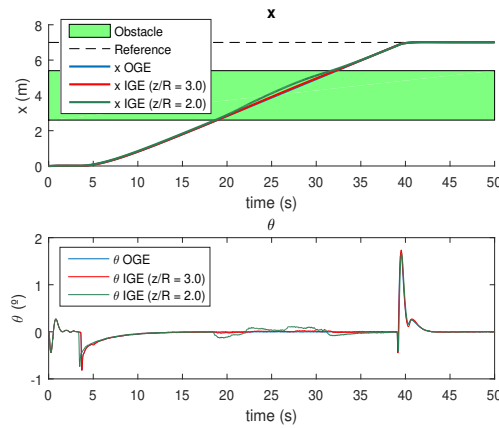 x
Obstacle
Reference
x OGE
x IGE (z/R = 3.0)
x IGE (z/R = 2.0)
x (m)
8
6
4
2
0
0 5 10 15 20 25 30 35 40 45 50
time (s)
θ
θ OGE
θ IGE (z/R = 3.0)
θ IGE (z/R = 2.0)
θ (º)
2
1
0
-1
0 5 10 15 20 25 30 35 40 45 50
time (s)